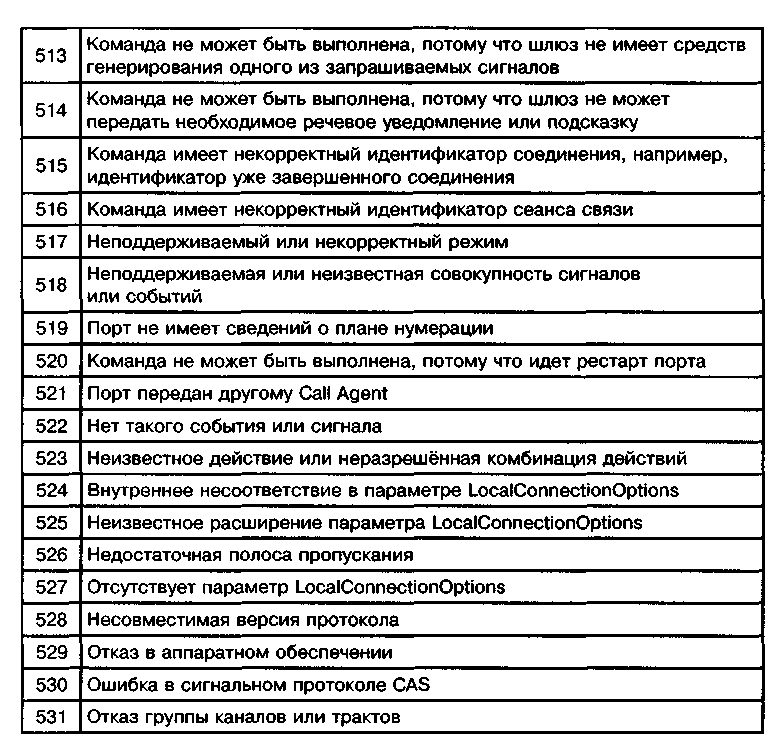 513 Команда не может быть выполнена, потому что шлюз не имеет средств
генерирования одного из запрашиваемых сигналов
514 Команда не может быть выполнена, потому что шлюз не может
передать необходимое речевое уведомление или подсказку
515 Команда имеет некорректный идентификатор соединения, например,
идентификатор уже завершенного соединения
516 Команда имеет некорректный идентификатор сеанса связи
517 Неподдерживаемый или некорректный режим
518 Неподдерживаемая или неизвестная совокупность сигналов
или событий
519 Порт не имеет сведений о плане нумерации
520 Команда не может быть выполнена, потому что идет рестарт порта
521 Порт передан другому Call Agent
522 Нет такого события или сигнала
523 Неизвестное действие или неразрешённая комбинация действий
524 Внутреннее несоответствие в параметре LocalConnectionOptions
525 Неизвестное расширение параметра LocalConnectionOptions
526 Недостаточная полоса пропускания
527 Отсутствует параметр LocalConnectionOptions
528 Несовместимая версия протокола
529 Отказ в аппаратном обеспечении
530 Ошибка в сигнальном протоколе CAS
531 Отказ группы каналов или трактов